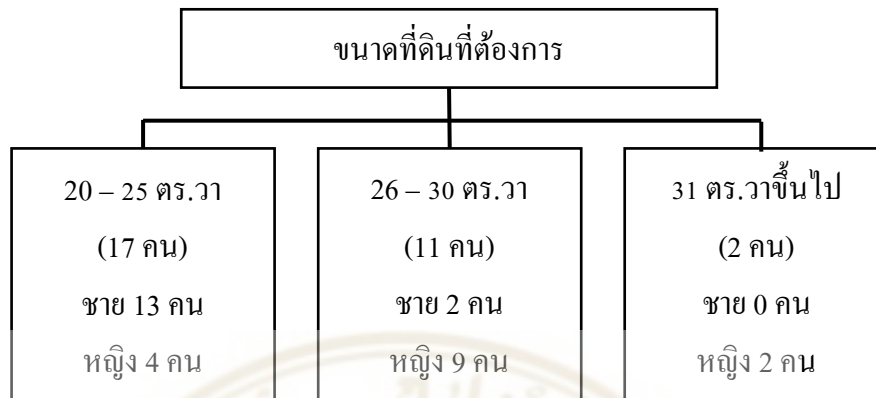 ขนาดที่ดินที่ต้องการ
20 – 25 ตร.วา
(17 คน)
ชาย 13 คน
หญิง 4 คน
26 – 30 ตร.วา
(11 คน)
ชาย 2 คน
หญิง 9 คน
31 ตร.วาขึ้นไป
(2 คน)
ชาย 0 คน
หญิง 2 คน